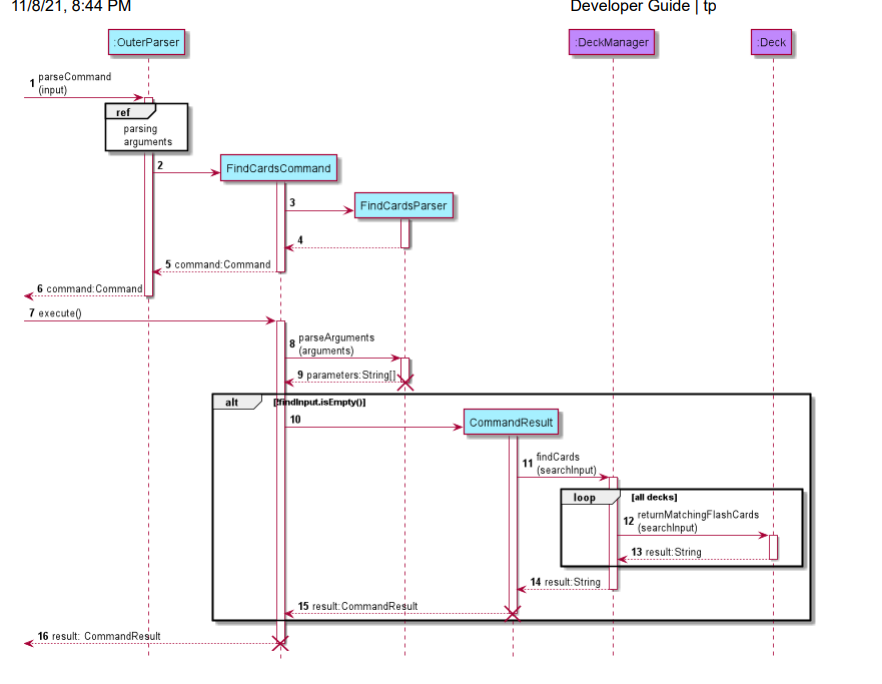 11/8/21, 8:44 PM
Developer Guide | tp
:OuterParser
:DeckManager
:Deck
1 parseCommand
(input)
ref
parsing
arguments
2
FindCardsCommand
3
FindCardsParser
4
5 command:Command
6 command:Command
7 execute()
8 parseArguments
(arguments)
9 parameters:String[]
alt
[!findInput.isEmpty()]
10
CommandResult
11 findCards
(searchInput)
loop
[all decks]
12 returnMatchingFlashCards
(searchInput)
13 result:String
14 result:String
15 result:CommandResult
16 result: CommandResult